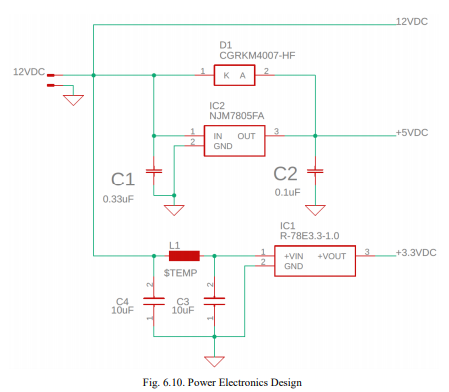 12VDC
D1
CGRKM4007-HF
12VDC
1 K A 2
IC2
NJM7805FA
1 IN OUT 3
+5VDC
2 GND
C1
C2
0.33uF
0.1uF
IC1
R-78E3.3-1.0
L1
1 +VIN +VOUT 3
+3.3VDC
2 GND
$TEMP
2
2
C4
10uF
C3
10uF
1
1
Fig. 6.10. Power Electronics Design